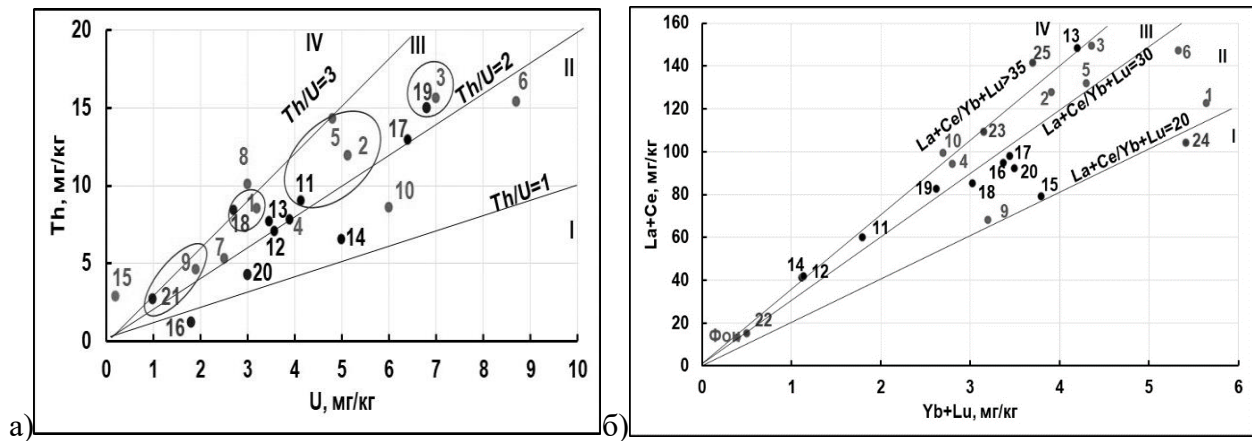 20
15
10
5
0
Th, мг/кг
0 1 2 3 4 5 6 7 8 9 10
U, мг/кг
IV
III
II
I
Th/U=3
Th/U=2
Th/U=1
3
19
6
5
2
17
8
11
10
1
18
13
4
12
14
7
9
20
15
21
16
а)
160
140
120
100
80
60
40
20
0
La+Ce, мг/кг
0 1 2 3 4 5 6
Yb+Lu, мг/кг
IV
III
II
I
La+Ce/Yb+Lu>35
La+Ce/Yb+Lu=30
La+Ce/Yb+Lu=20
13
3
25
6
5
2
1
23
24
10
4
17
16
20
19
18
15
9
11
14
12
22
Фон
б)